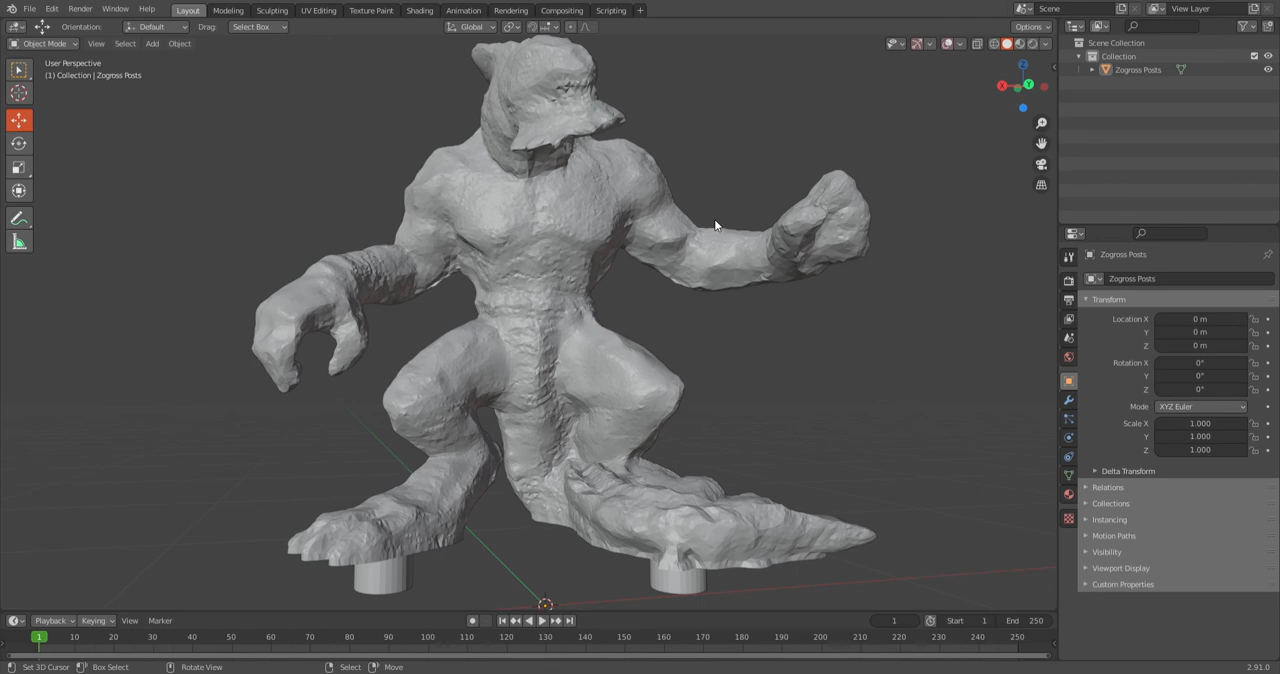 File Edit Render Window Help Layout Modeling Sculpting UV Editing Texture Paint Shading Animation Rendering Compositing Scripting + Scene View Layer
Orientation: Default Drag: Select Box Global Options
Object Mode View Select Add Object
User Perspective
(1) Collection | Zogross Posts
Z
X
Y
Scene Collection
Collection
Zogross Posts
Zogross Posts
Zogross Posts
Transform
Location X 0 m
Y 0 m
Z 0 m
Rotation X 0°
Y 0°
Z 0°
Mode XYZ Euler
Scale X 1.000
Y 1.000
Z 1.000
Delta Transform
Relations
Collections
Instancing
Motion Paths
Visibility
Viewport Display
Custom Properties
Playback Keying View Marker 1 Start 1 End 250
1 10 20 30 40 50 60 70 80 90 100 110 120 130 140 150 160 170 180 190 200 210 220 230 240 250
Set 3D Cursor Box Select Rotate View Select Move 2.91.0